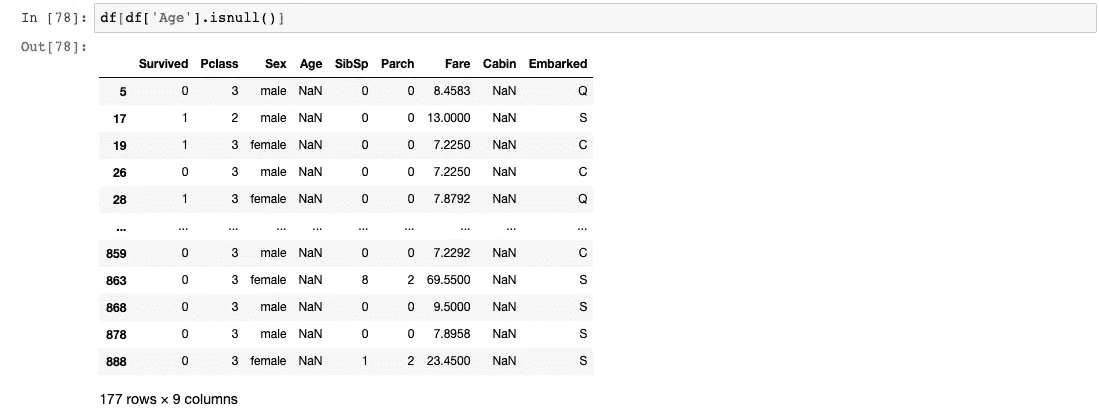 In [78]: df[df['Age'].isnull()]
Out[78]:
Survived Pclass Sex Age SibSp Parch Fare Cabin Embarked
5 0 3 male NaN 0 0 8.4583 NaN Q
17 1 2 male NaN 0 0 13.0000 NaN S
19 1 3 female NaN 0 0 7.2250 NaN C
26 0 3 male NaN 0 0 7.2250 NaN C
28 1 3 female NaN 0 0 7.8792 NaN Q
... ... ... ... ... ... ... ... ... ...
859 0 3 male NaN 0 0 7.2292 NaN C
863 0 3 female NaN 8 2 69.5500 NaN S
868 0 3 male NaN 0 0 9.5000 NaN S
878 0 3 male NaN 0 0 7.8958 NaN S
888 0 3 female NaN 1 2 23.4500 NaN S
177 rows × 9 columns